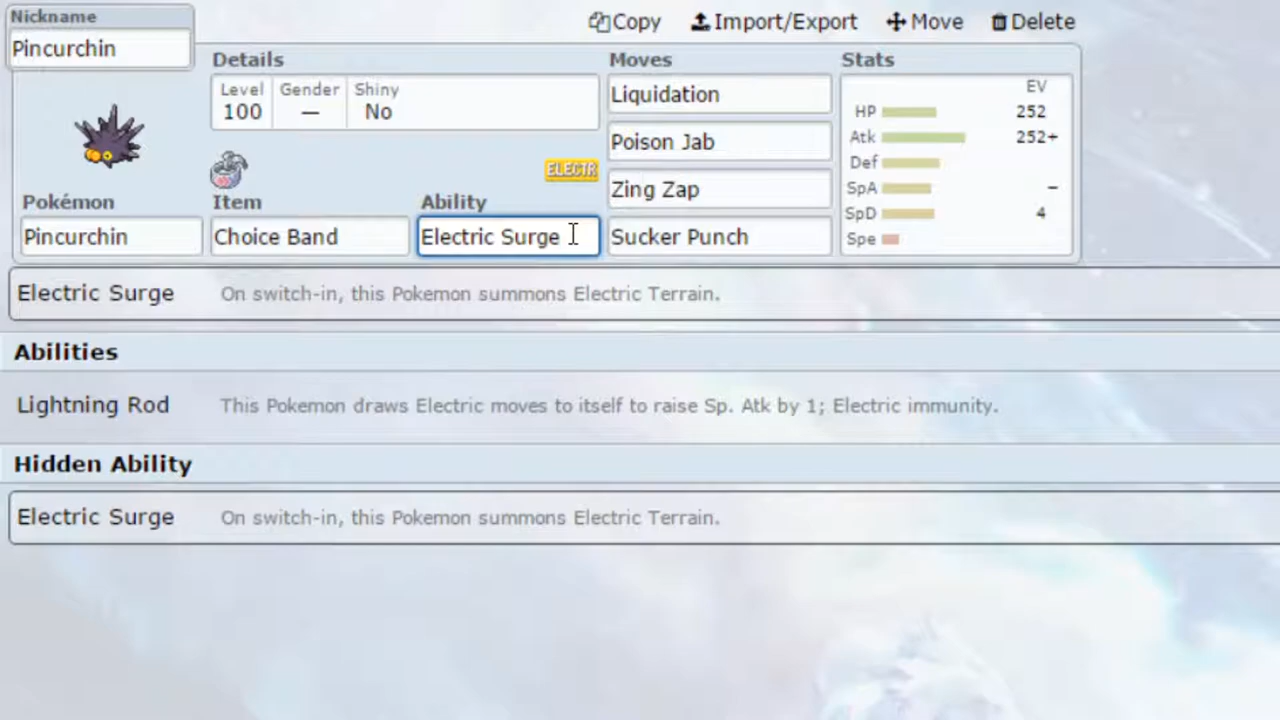 Nickname
Pincurchin
Copy Import/Export Move Delete
Details
Level Gender Shiny
100 — No
ELECTR
Pokémon Item Ability
Pincurchin Choice Band Electric Surge
Moves
Liquidation
Poison Jab
Zing Zap
Sucker Punch
Stats
EV
HP 252
Atk 252+
Def
SpA –
SpD 4
Spe
Electric Surge On switch-in, this Pokemon summons Electric Terrain.
Abilities
Lightning Rod This Pokemon draws Electric moves to itself to raise Sp. Atk by 1; Electric immunity.
Hidden Ability
Electric Surge On switch-in, this Pokemon summons Electric Terrain.